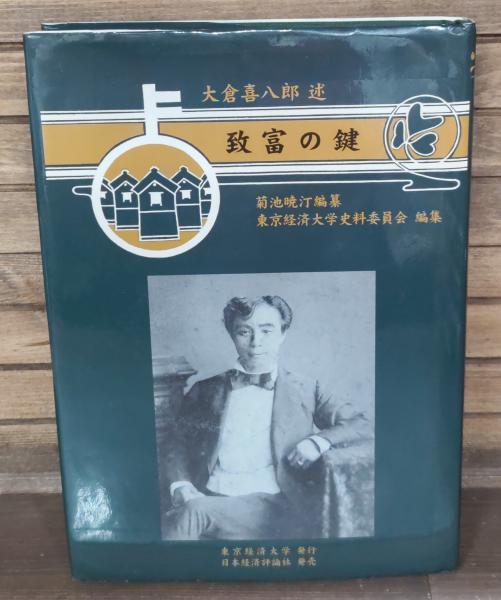 大倉喜八郎 述
致富の鍵
菊池暁汀編纂
東京経済大学史料委員会 編集
東京経済大学 発行
日本経済評論社 発売